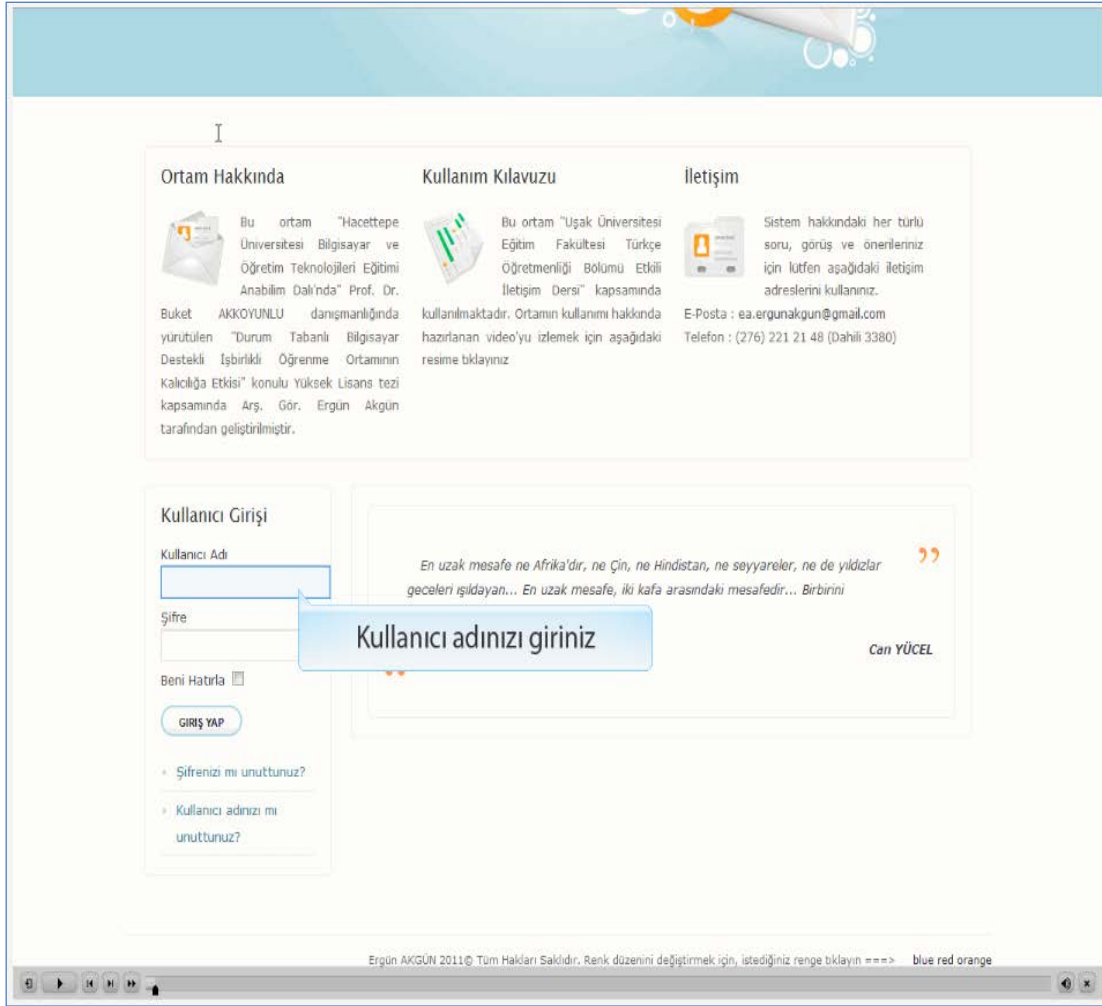 Ortam Hakkında
Bu ortam "Hacettepe
Üniversitesi Bilgisayar ve
Öğretim Teknolojileri Eğitimi
Anabilim Dalı'nda" Prof. Dr.
Buket AKKOYUNLU danışmanlığında
yürütülen "Durum Tabanlı Bilgisayar
Destekli İşbirlikli Öğrenme Ortamının
Kalıcılığa Etkisi" konulu Yüksek Lisans tezi
kapsamında Arş. Gör. Ergün Akgün
tarafından geliştirilmiştir.
Kullanım Kılavuzu
Bu ortam "Uşak Üniversitesi
Eğitim Fakültesi Türkçe
Öğretmenliği Bölümü Etkili
İletişim Dersi" kapsamında
kullanılmaktadır. Ortamın kullanımı hakkında
hazırlanan video'yu izlemek için aşağıdaki
resime tıklayınız
İletişim
Sistem hakkındaki her türlü
soru, görüş ve önerileriniz
için lütfen aşağıdaki iletişim
adreslerini kullanınız.
E-Posta : ea.ergunakgun@gmail.com
Telefon : (276) 221 21 48 (Dahili 3380)
Kullanıcı Girişi
Kullanıcı Adı
Şifre
Beni Hatırla
GIRIŞ YAP
Şifrenizi mi unuttunuz?
Kullanıcı adınızı mı
unuttunuz?
Kullanıcı adınızı giriniz
En uzak mesafe ne Afrika'dır, ne Çin, ne Hindistan, ne seyyareler, ne de yıldızlar
geceleri ışıldayan... En uzak mesafe, iki kafa arasındaki mesafedir... Birbirini
Can YÜCEL
Ergün AKGÜN 2011© Tüm Hakları Saklıdır. Renk düzenini değiştirmek için, istediğiniz renge tıklayın ===> blue red orange